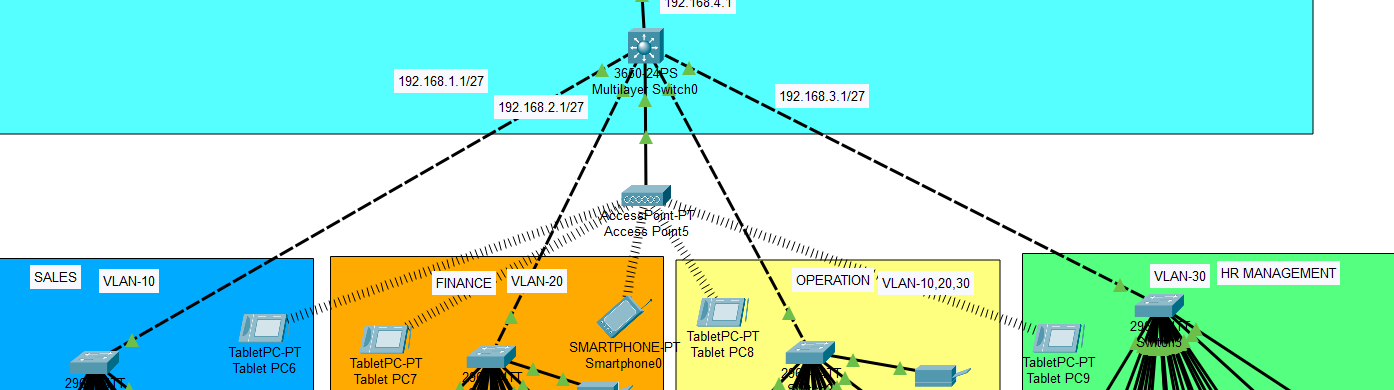 192.168.4.1
3650-24PS
Multilayer Switch0
192.168.1.1/27
192.168.2.1/27
192.168.3.1/27
AccessPoint-PT
Access Point5
SALES
VLAN-10
FINANCE
VLAN-20
OPERATION
VLAN-10,20,30
VLAN-30
HR MANAGEMENT
TabletPC-PT
Tablet PC6
TabletPC-PT
Tablet PC7
SMARTPHONE-PT
Smartphone0
TabletPC-PT
Tablet PC8
TabletPC-PT
Tablet PC9
Switch3